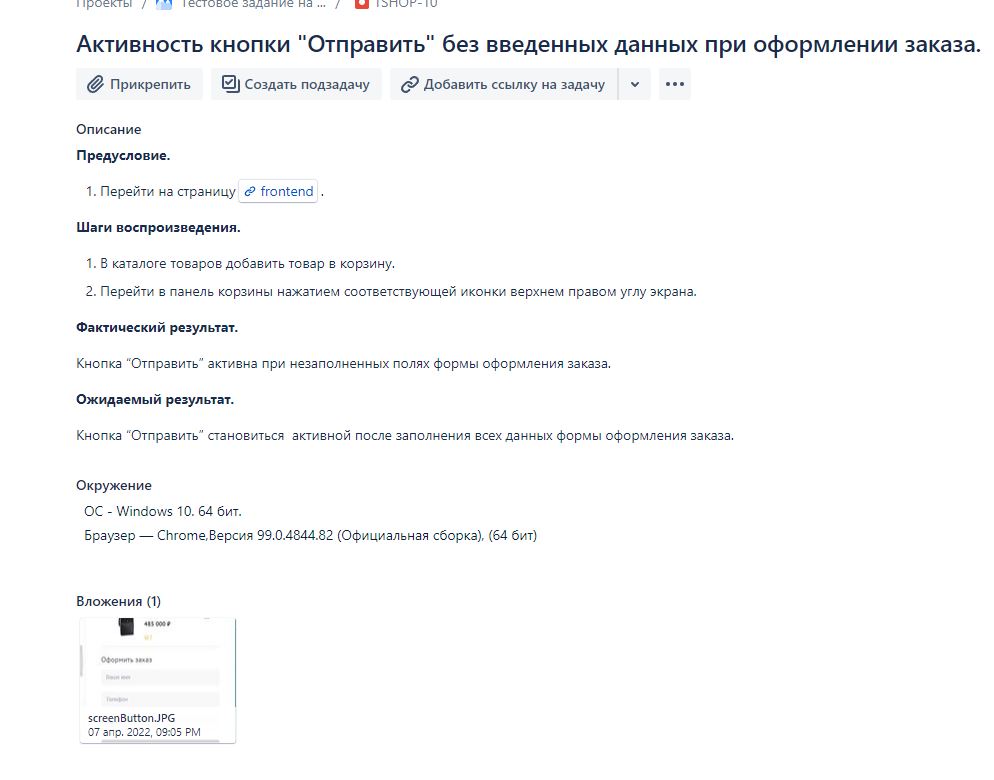 Проекты / Тестовое задание на ... / TSHOP-10
Активность кнопки "Отправить" без введенных данных при оформлении заказа.
Прикрепить Создать подзадачу Добавить ссылку на задачу
Описание
Предусловие.
1. Перейти на страницу frontend .
Шаги воспроизведения.
1. В каталоге товаров добавить товар в корзину.
2. Перейти в панель корзины нажатием соответствующей иконки верхнем правом углу экрана.
Фактический результат.
Кнопка “Отправить” активна при незаполненных полях формы оформления заказа.
Ожидаемый результат.
Кнопка “Отправить” становиться активной после заполнения всех данных формы оформления заказа.
Окружение
ОС - Windows 10. 64 бит.
Браузер — Chrome,Версия 99.0.4844.82 (Официальная сборка), (64 бит)
Вложения (1)
485 000 ₽
Оформить заказ
Ваше имя
Телефон
screenButton.JPG
07 апр. 2022, 09:05 PM